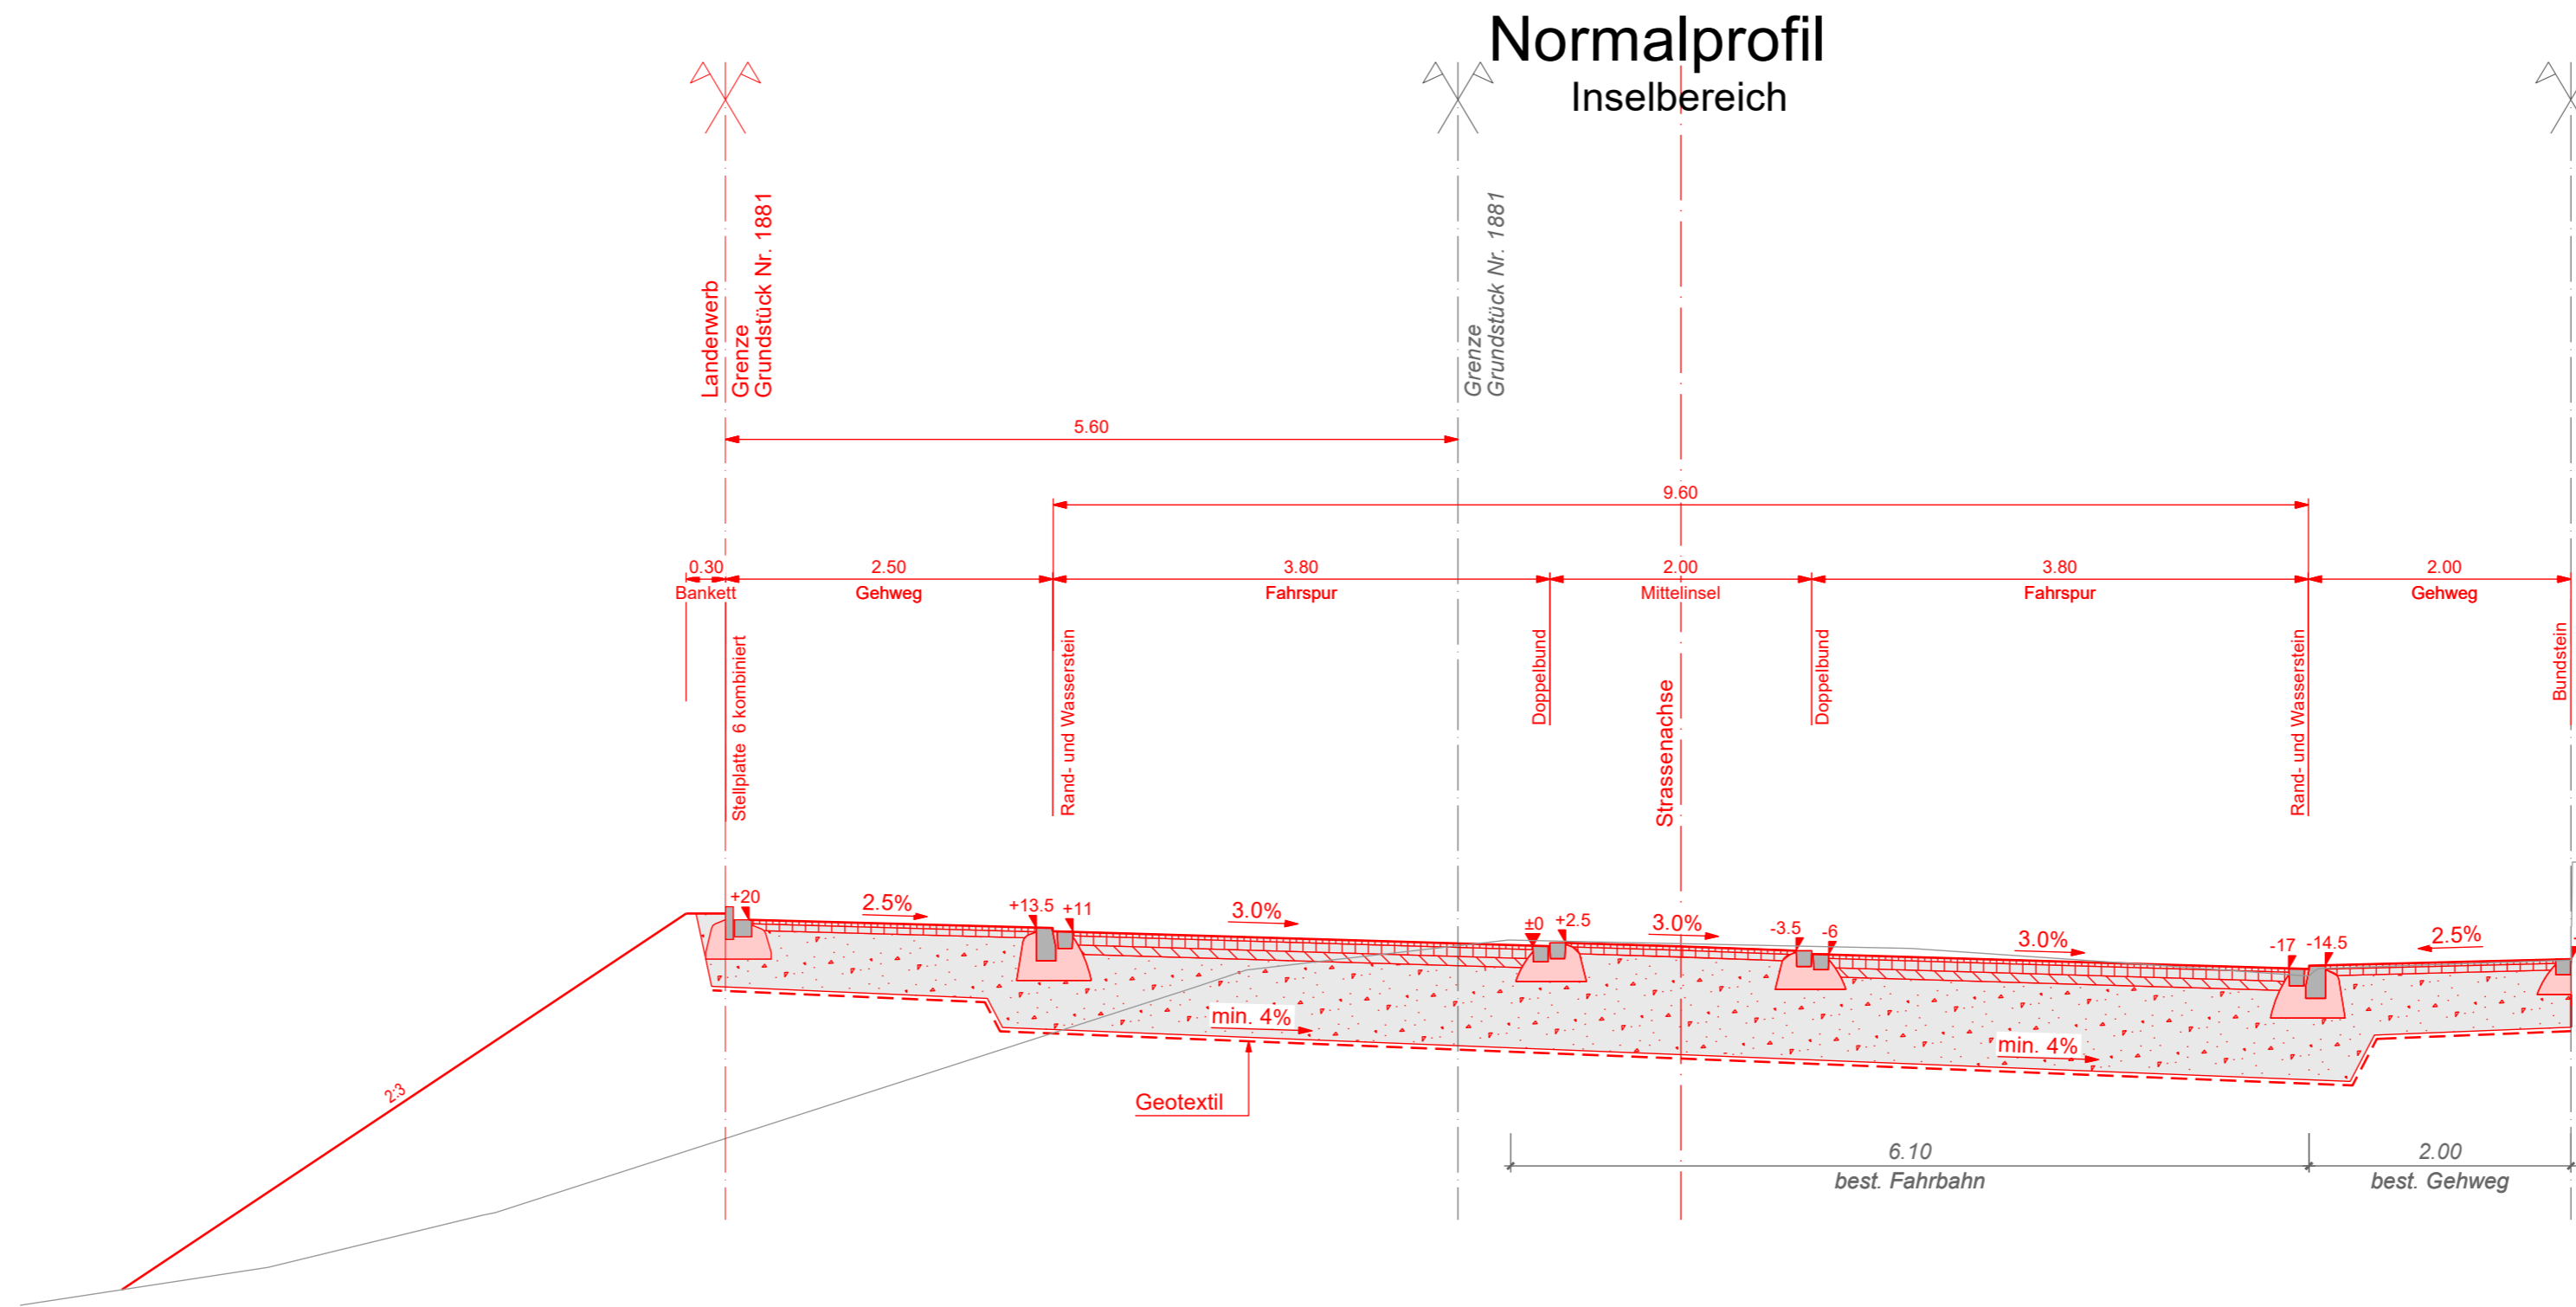 Normalprofil
Inselbereich
Landerwerb
Grenze
Grundstück Nr. 1881
Grenze
Grundstück Nr. 1881
5.60
9.60
0.30
2.50
3.80
2.00
3.80
2.00
Bankett
Gehweg
Fahrspur
Mittelinsel
Fahrspur
Gehweg
Stellplatte 6 kombiniert
Rand- und Wasserstein
Doppelbund
Strassenachse
Doppelbund
Rand- und Wasserstein
Bundstein
+20
2.5%
+13.5
+11
3.0%
±0
+2.5
3.0%
-3.5
-6
3.0%
-17
-14.5
2.5%
min. 4%
min. 4%
2:3
Geotextil
6.10
2.00
best. Fahrbahn
best. Gehweg